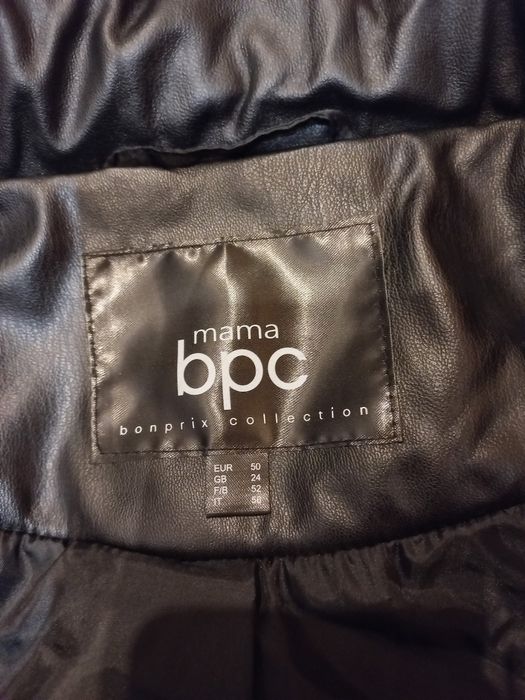 mama
bpc
bonprix collection
EUR 50
GB 24
F/B 52
IT 56